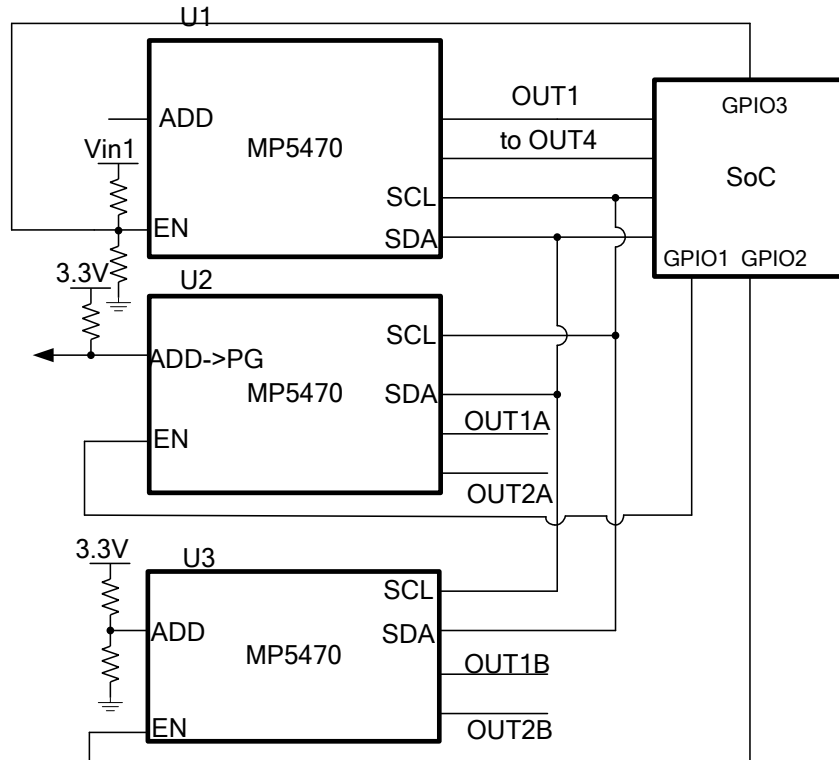 U1
OUT1
GPIO3
ADD
to OUT4
Vin1
MP5470
SoC
SCL
EN
SDA
GPIO1 GPIO2
3.3V
U2
SCL
ADD->PG
MP5470
SDA
OUT1A
EN
OUT2A
3.3V
U3
SCL
ADD
SDA
MP5470
OUT1B
EN
OUT2B